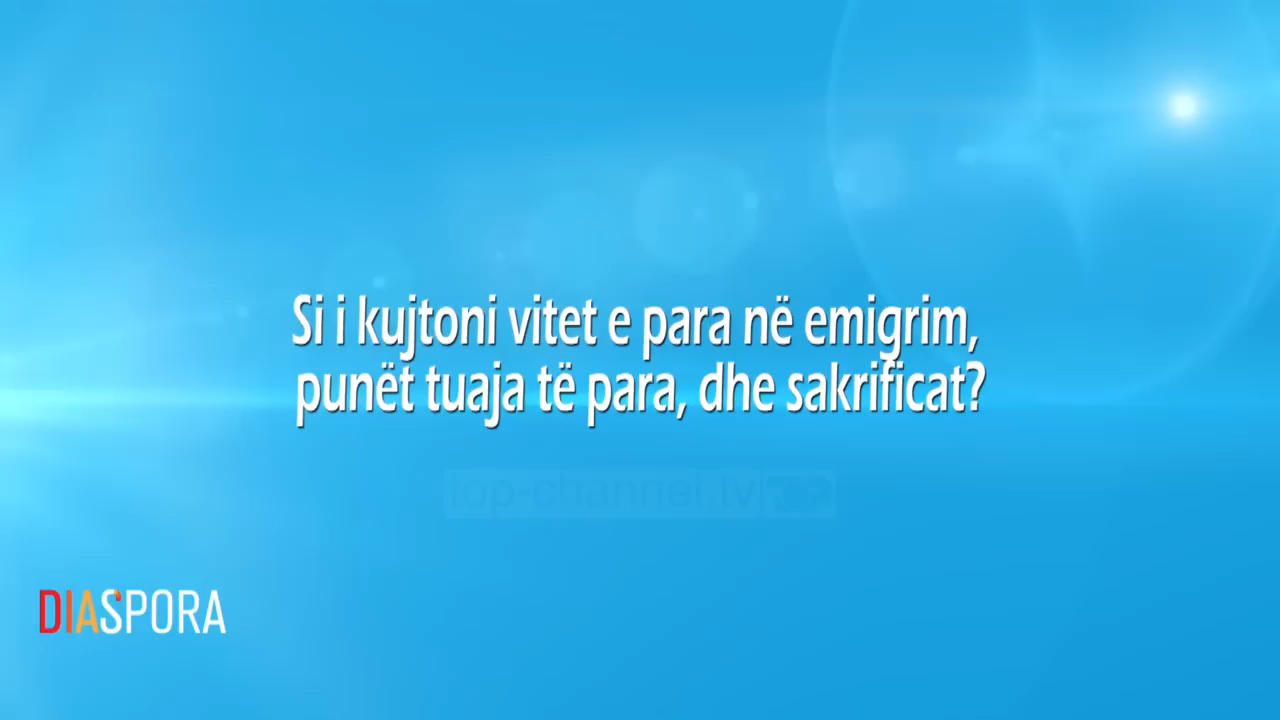 Si i kujtoni vitet e para në emigrim,
punët tuaja të para, dhe sakrificat?
top-channel.tv
DIASPORA